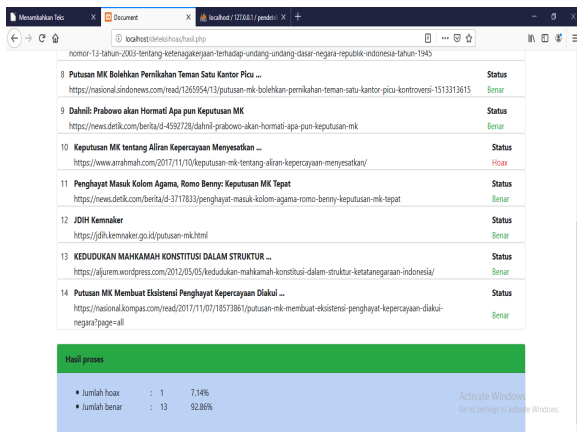 Menambahkan Teks
Document
localhost / 127.0.0.1 / pendetek
localhost/deteksihoax/hasil.php
nomor-13-tahun-2003-tentang-ketenagakerjaan-terhadap-undang-undang-dasar-negara-republik-indonesia-tahun-1945
8 Putusan MK Bolehkan Pernikahan Teman Satu Kantor Picu ... Status
https://nasional.sindonews.com/read/1265954/13/putusan-mk-bolehkan-pernikahan-teman-satu-kantor-picu-kontroversi-1513313615 Benar
9 Dahnil: Prabowo akan Hormati Apa pun Keputusan MK Status
https://news.detik.com/berita/d-4592728/dahnil-prabowo-akan-hormati-apa-pun-keputusan-mk Benar
10 Keputusan MK tentang Aliran Kepercayaan Menyesatkan ... Status
https://www.arrahmah.com/2017/11/10/keputusan-mk-tentang-aliran-kepercayaan-menyesatkan/ Hoax
11 Penghayat Masuk Kolom Agama, Romo Benny: Keputusan MK Tepat Status
https://news.detik.com/berita/d-3717833/penghayat-masuk-kolom-agama-romo-benny-keputusan-mk-tepat Benar
12 JDIH Kemnaker Status
https://jdih.kemnaker.go.id/putusan-mk.html Benar
13 KEDUDUKAN MAHKAMAH KONSTITUSI DALAM STRUKTUR ... Status
https://aljurem.wordpress.com/2012/05/05/kedudukan-mahkamah-konstitusi-dalam-struktur-ketatanegaraan-indonesia/ Benar
14 Putusan MK Membuat Eksistensi Penghayat Kepercayaan Diakui ... Status
https://nasional.kompas.com/read/2017/11/07/18573861/putusan-mk-membuat-eksistensi-penghayat-kepercayaan-diakui-
negara?page=all Benar
Hasil proses
Jumlah hoax : 1 7.14%
Jumlah benar : 13 92.86%
Activate Windows
Go to Settings to activate Windows.